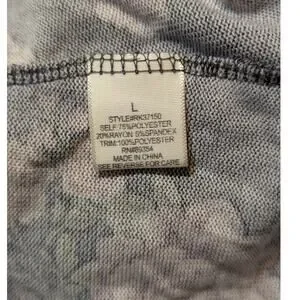 L
STYLE#RK37150
SELF:75%POLYESTER
20%RAYON 5%SPANDEX
TRIM:100%POLYESTER
RN#89354
MADE IN CHINA
SEE REVERSE FOR CARE